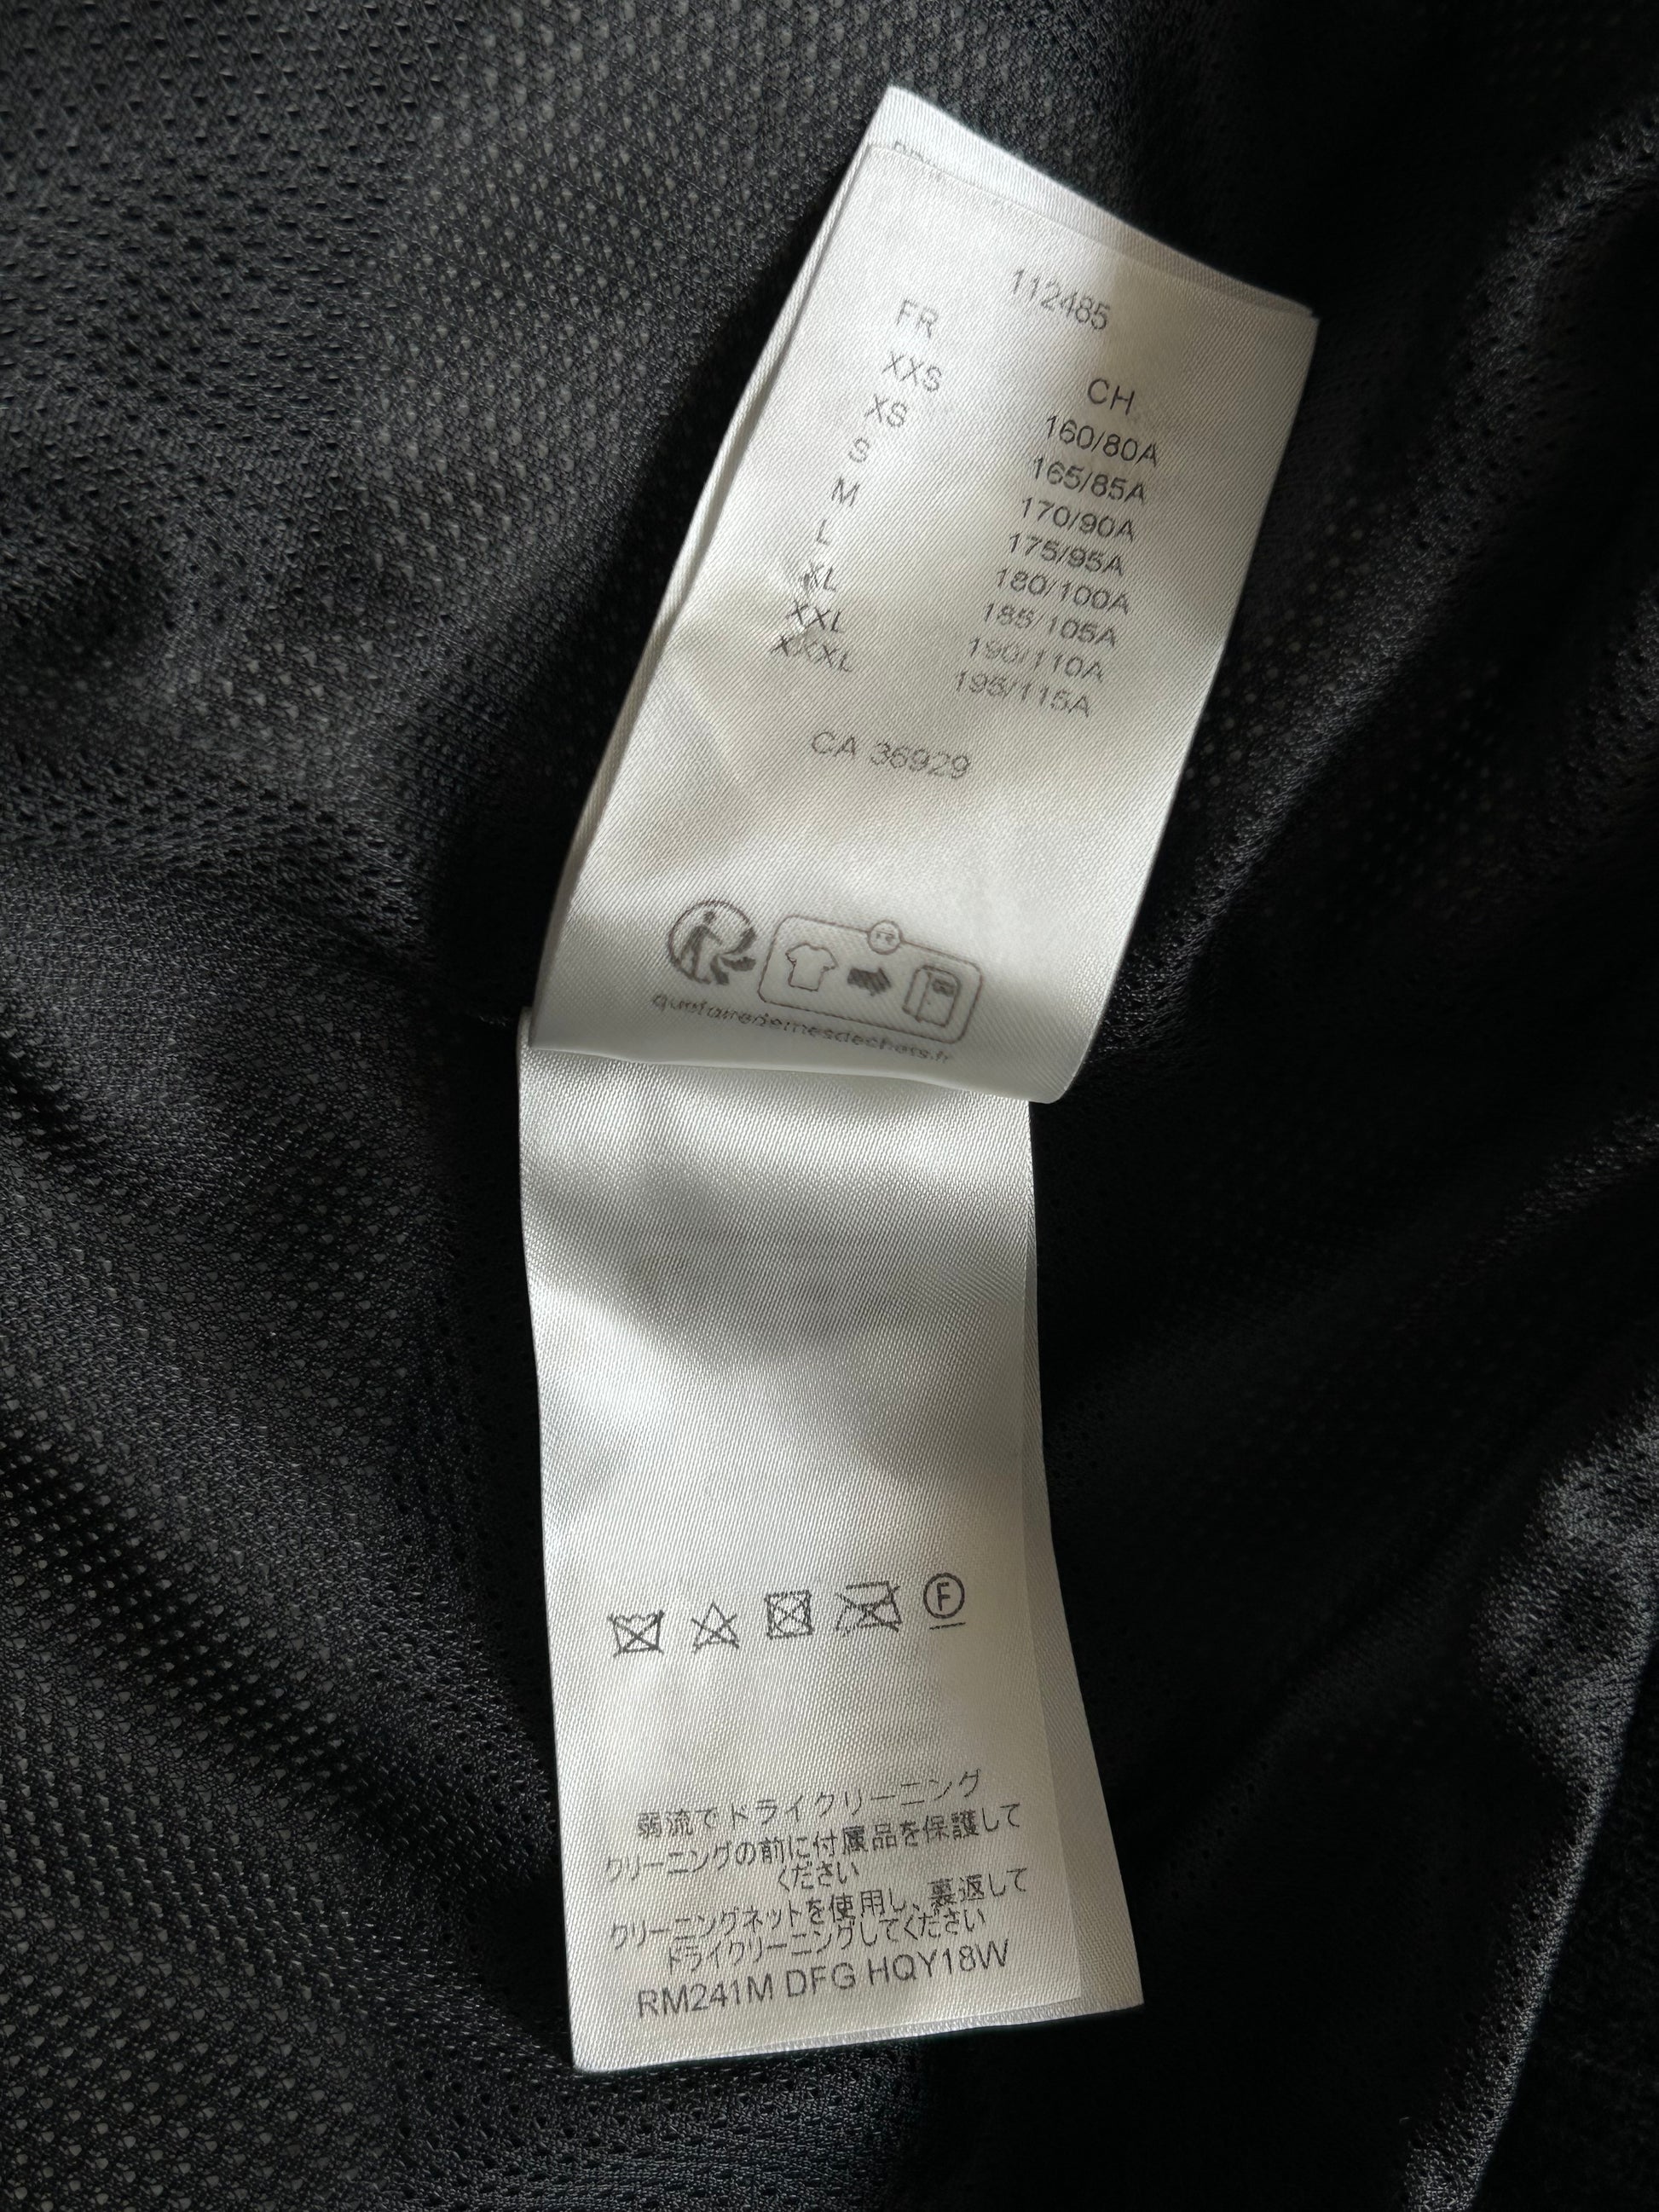 112485
FR CH
XXS 160/80A
XS 165/85A
S 170/90A
M 175/95A
L 180/100A
XL 185/105A
XXL 190/110A
XXXL 195/115A
CA 36929
FR
quefairedemesdechets.fr
F
弱流でドライクリーニング
クリーニングの前に付属品を保護して
ください
クリーニングネットを使用し、裏返して
ドライクリーニングしてください
RM241M DFG HQY18W